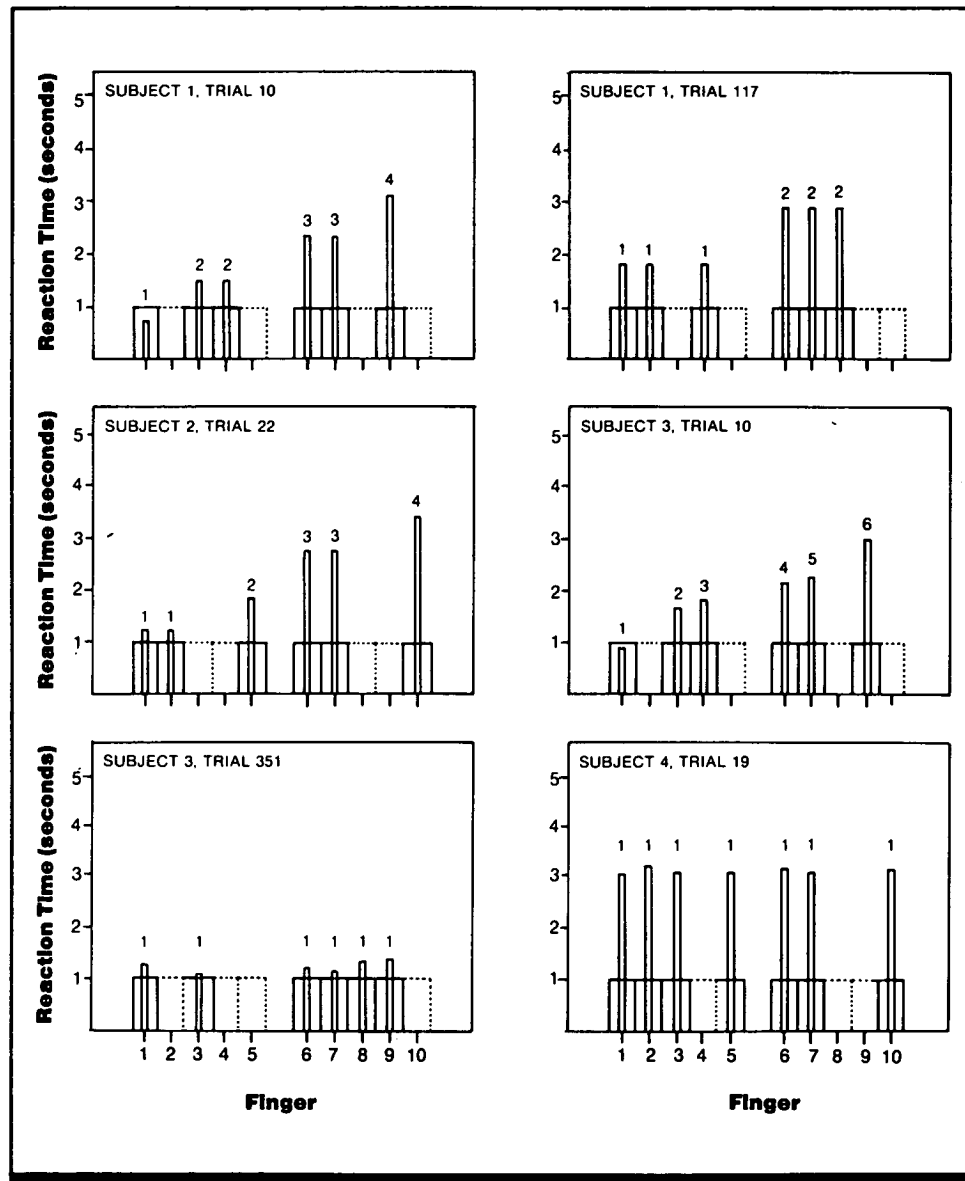 Reaction Time (seconds)
SUBJECT 1, TRIAL 10
5
4
3
2
1
1
2 2
3 3
4
SUBJECT 1, TRIAL 117
5
4
3
2
1
1 1 1
2 2 2
Reaction Time (seconds)
SUBJECT 2, TRIAL 22
5
4
3
2
1
1 1
2
3 3
4
SUBJECT 3, TRIAL 10
5
4
3
2
1
1
2 3
4 5
6
Reaction Time (seconds)
SUBJECT 3, TRIAL 351
5
4
3
2
1
1 1 1 1 1 1
1 2 3 4 5 6 7 8 9 10
Finger
SUBJECT 4, TRIAL 19
5
4
3
2
1
1 1 1 1 1 1 1
1 2 3 4 5 6 7 8 9 10
Finger